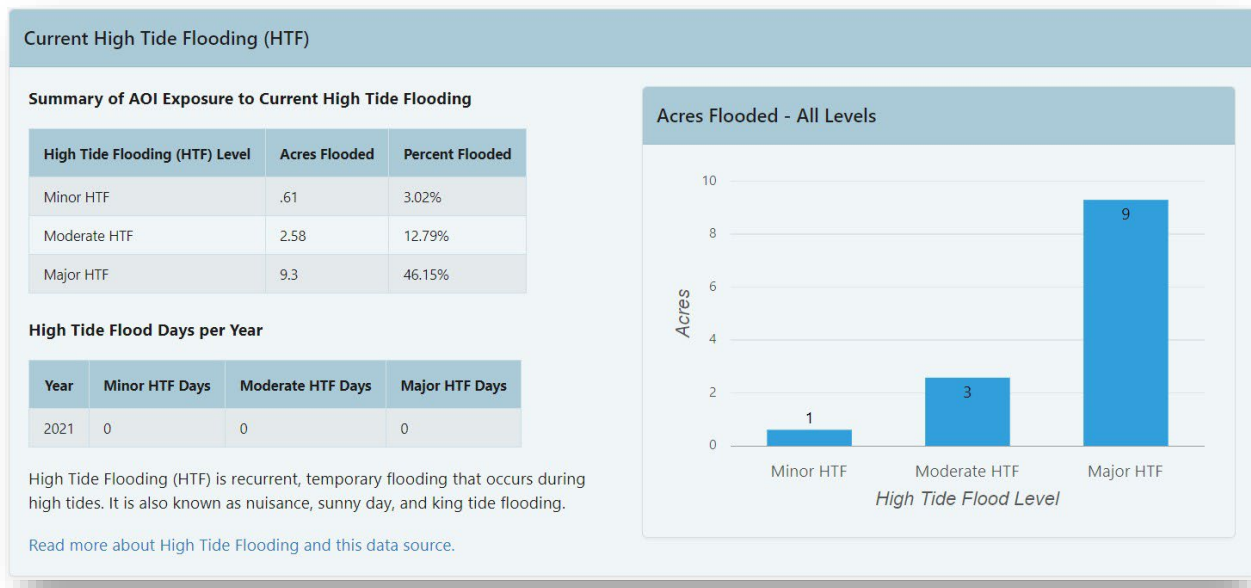 Current High Tide Flooding (HTF)
Summary of AOI Exposure to Current High Tide Flooding
High Tide Flooding (HTF) Level Acres Flooded Percent Flooded
Minor HTF .61 3.02%
Moderate HTF 2.58 12.79%
Major HTF 9.3 46.15%
High Tide Flood Days per Year
Year Minor HTF Days Moderate HTF Days Major HTF Days
2021 0 0 0
High Tide Flooding (HTF) is recurrent, temporary flooding that occurs during
high tides. It is also known as nuisance, sunny day, and king tide flooding.
Read more about High Tide Flooding and this data source.
Acres Flooded - All Levels
10
8
6
4
2
0
Acres
1
3
9
Minor HTF Moderate HTF Major HTF
High Tide Flood Level